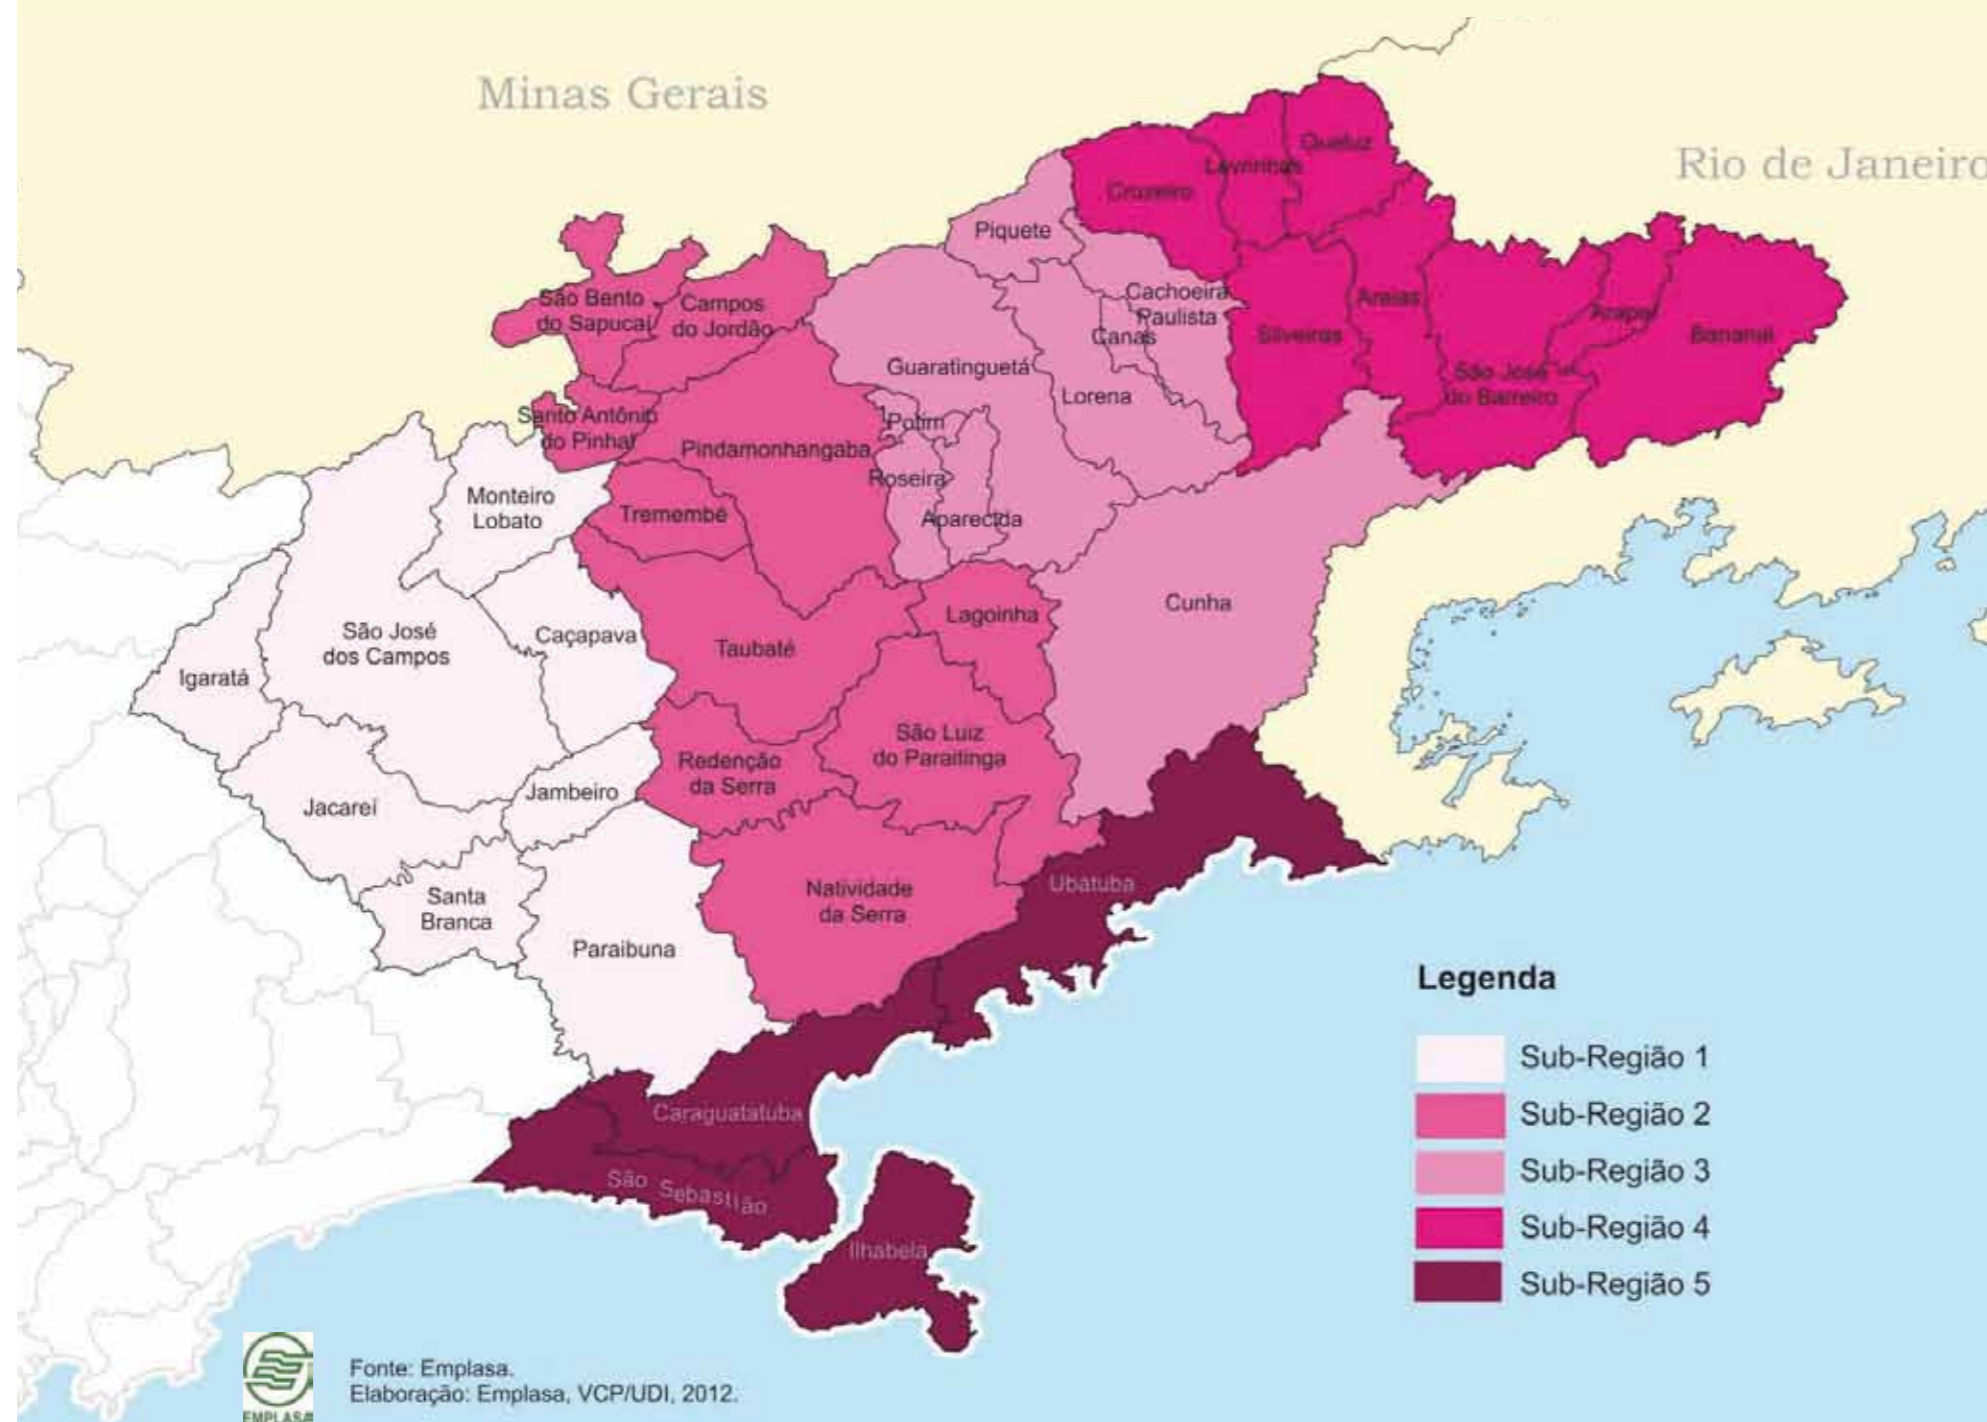 Minas Gerais
Rio de Janeiro
Queluz
Lavrinhas
Cruzeiro
Piquete
São Bento
do Sapucaí
Campos
do Jordão
Cachoeira
Paulista
Canas
Areias
Arapeí
Silveiras
Bananal
Guaratinguetá
Lorena
São José
do Barreiro
Santo Antônio
do Pinhal
Potim
Pindamonhangaba
Roseira
Monteiro
Lobato
Tremembé
Aparecida
Cunha
Lagoinha
São José
dos Campos
Caçapava
Taubaté
Igaratá
São Luiz
do Paraitinga
Redenção
da Serra
Jacareí
Jambeiro
Ubatuba
Natividade
da Serra
Santa
Branca
Paraibuna
Caraguatatuba
São Sebastião
Ilhabela
Legenda
Sub-Região 1
Sub-Região 2
Sub-Região 3
Sub-Região 4
Sub-Região 5
EMPLASA
Fonte: Emplasa.
Elaboração: Emplasa, VCP/UDI, 2012.